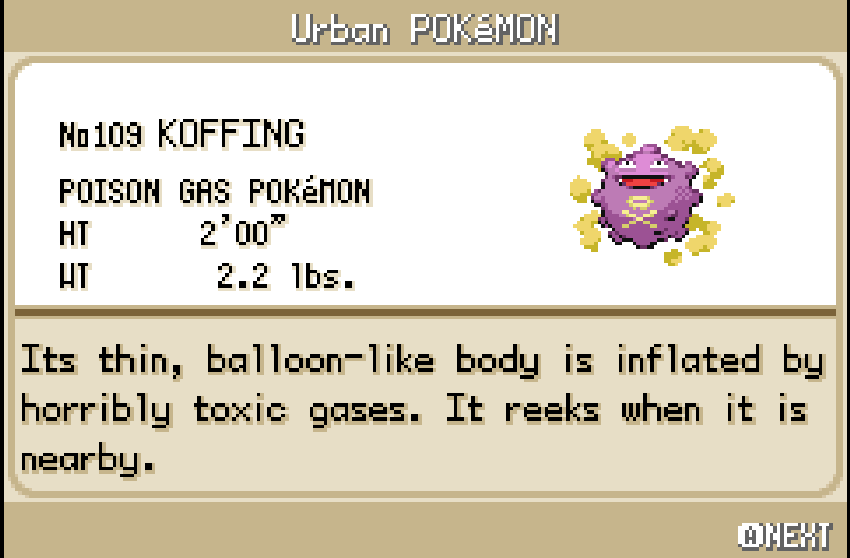 Urban POKéMON
No109 KOFFING
POISON GAS POKéMON
HT 2'00"
WT 2.2 lbs.
Its thin, balloon-like body is inflated by
horribly toxic gases. It reeks when it is
nearby.
ⒶNEXT